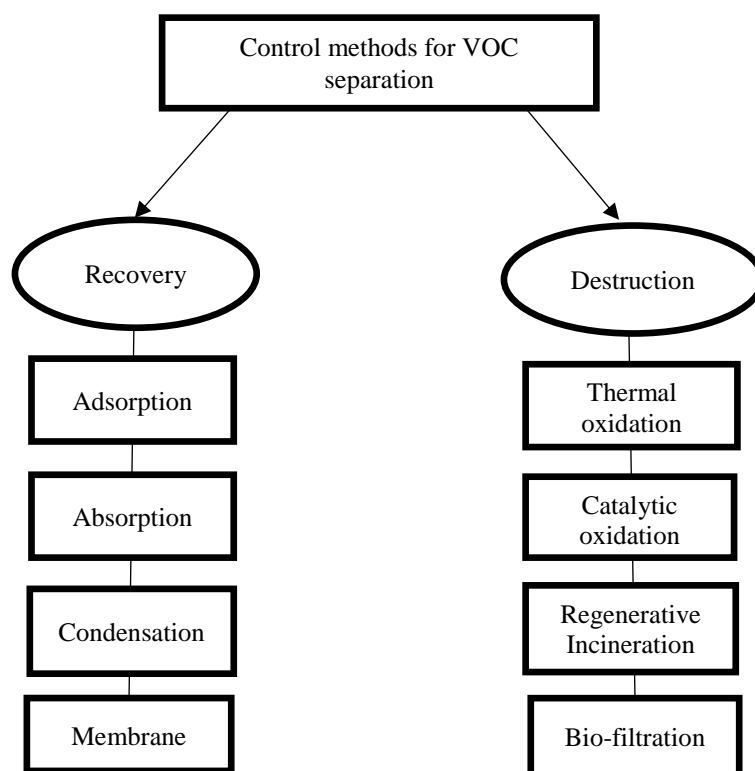 Control methods for VOC
separation
Recovery
Destruction
Adsorption
Thermal
oxidation
Absorption
Catalytic
oxidation
Condensation
Regenerative
Incineration
Membrane
Bio-filtration